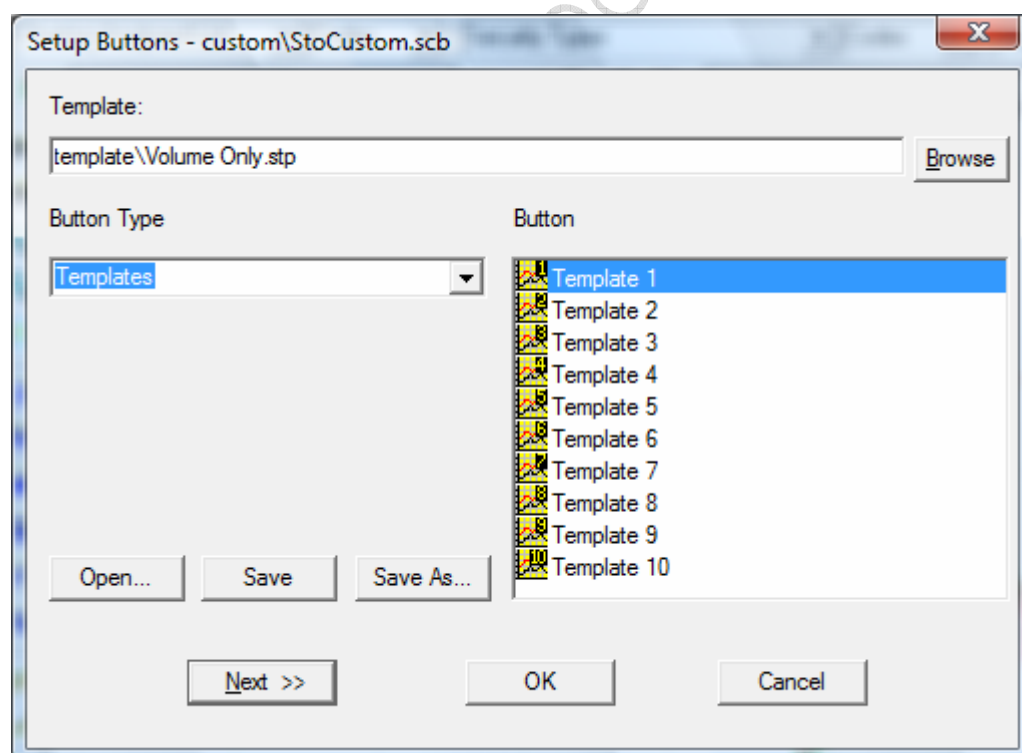 Setup Buttons - custom\StoCustom.scb
Template:
template\Volume Only.stp
Browse
Button Type
Button
Templates
Template 1
Template 2
Template 3
Template 4
Template 5
Template 6
Template 7
Template 8
Template 9
Template 10
Open...
Save
Save As...
Next >>
OK
Cancel